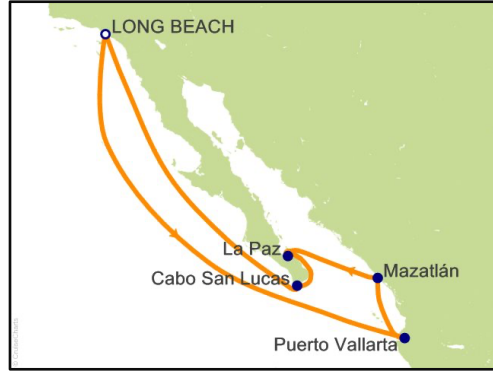 LONG BEACH
La Paz
Mazatlán
Cabo San Lucas
Puerto Vallarta